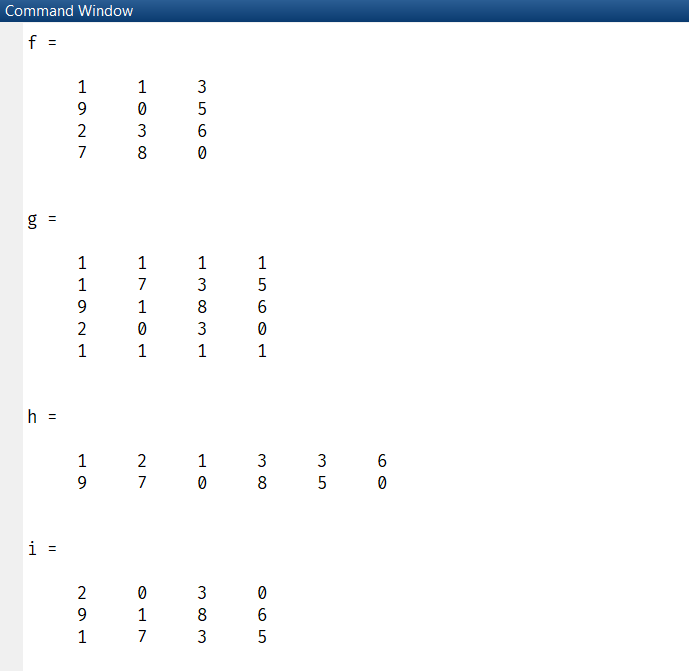 Command Window
f =
1 1 3
9 0 5
2 3 6
7 8 0
g =
1 1 1 1
1 7 3 5
9 1 8 6
2 0 3 0
1 1 1 1
h =
1 2 1 3 3 6
9 7 0 8 5 0
i =
2 0 3 0
9 1 8 6
1 7 3 5